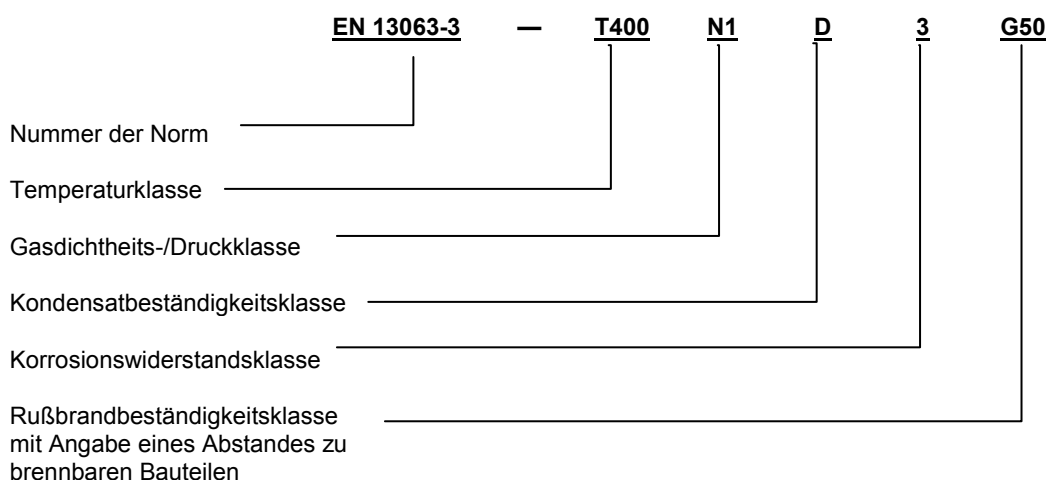 EN 13063-3 — T400 N1 D 3 G50
Nummer der Norm
Temperaturklasse
Gasdichtheits-/Druckklasse
Kondensatbeständigkeitsklasse
Korrosionswiderstandsklasse
Rußbrandbeständigkeitsklasse
mit Angabe eines Abstandes zu
brennbaren Bauteilen